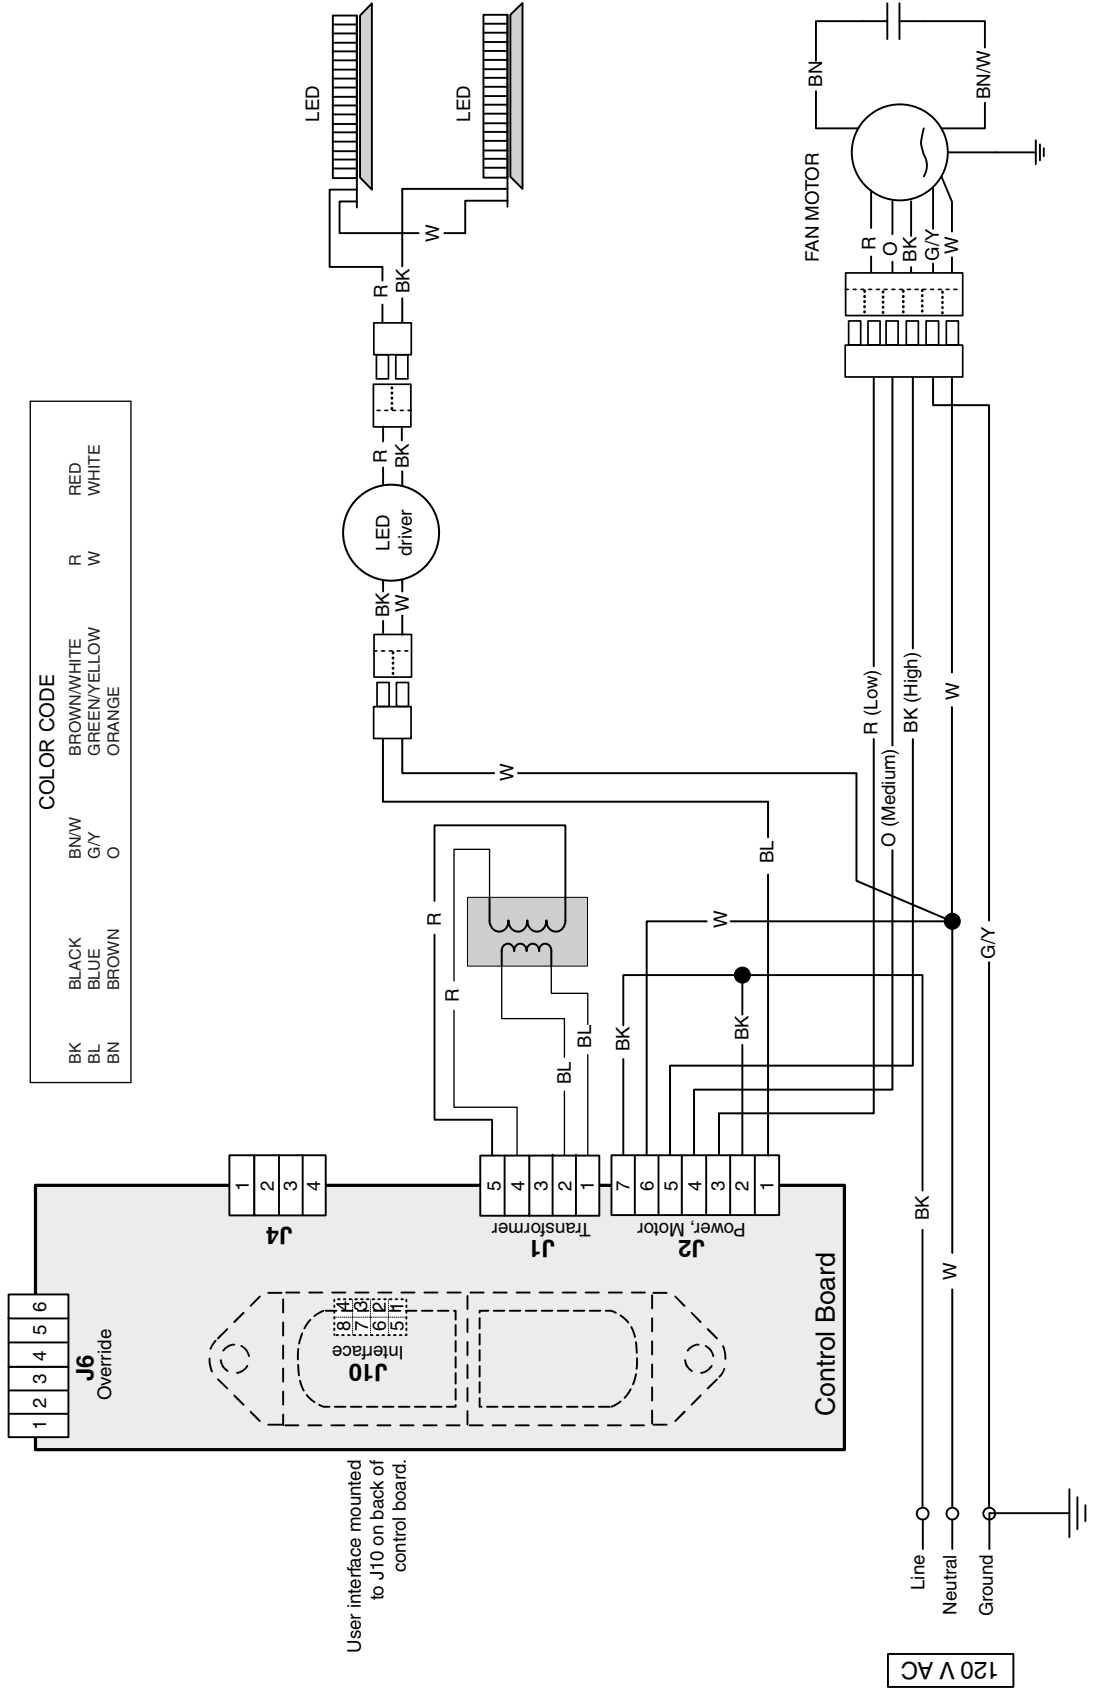 COLOR CODE
BK BLACK BN/W BROWN/WHITE R RED
BL BLUE G/Y GREEN/YELLOW W WHITE
BN BROWN O ORANGE
1 2 3 4 5 6
J6
Override
J4
1
2
3
4
User interface mounted
to J10 on back of
control board.
J10
Interface
8 4
7 3
6 2
5 1
J1
Transformer
5
4
3
2
1
J2
Power, Motor
7
6
5
4
3
2
1
Control Board
R
R
BL
BL
BK
W
BK
BL
W
BK
W
LED
driver
R
BK
R
BK
W
LED
LED
R (Low)
O (Medium)
BK (High)
W
G/Y
FAN MOTOR
R
O
BK
G/Y
W
BN
BN/W
120 V AC
Line
BK
Neutral
W
Ground